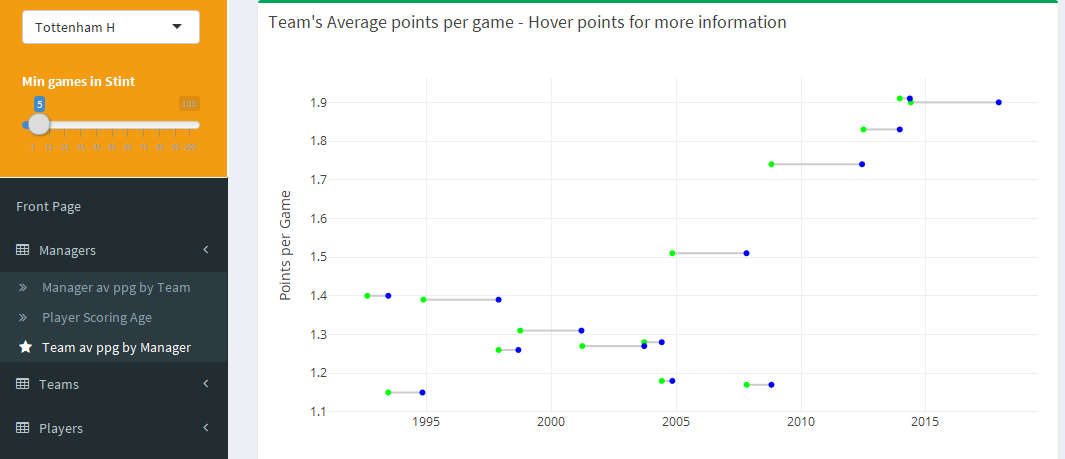 Tottenham H
Min games in Stint
5
100
Front Page
Managers
Manager av ppg by Team
Player Scoring Age
Team av ppg by Manager
Teams
Players
Team's Average points per game - Hover points for more information
Points per Game
1.9
1.8
1.7
1.6
1.5
1.4
1.3
1.2
1.1
1995
2000
2005
2010
2015